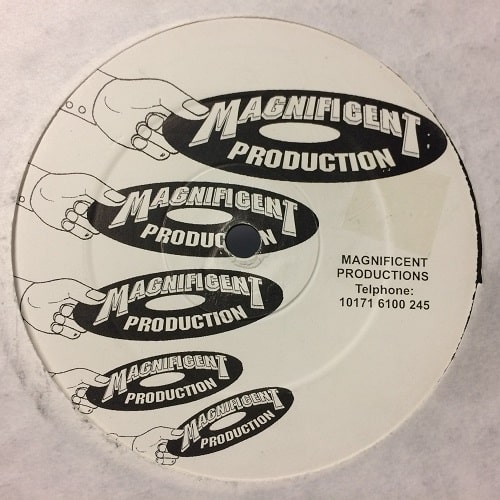 MAGNIFICENT
PRODUCTION
MAGNIFICENT
PRODUCTION
MAGNIFICENT
PRODUCTIONS
Telphone:
10171 6100 245
MAGNIFICENT
PRODUCTION
MAGNIFICENT
PRODUCTION
MAGNIFICENT
PRODUCTION